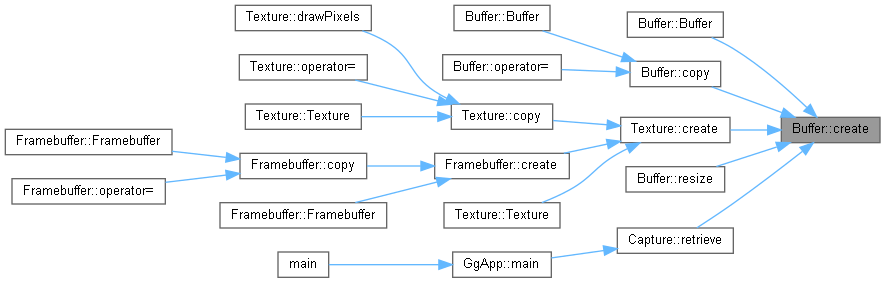 Texture::drawPixels
Buffer::Buffer
Buffer::Buffer
Texture::operator=
Buffer::operator=
Buffer::copy
Texture::Texture
Texture::copy
Texture::create
Buffer::create
Framebuffer::Framebuffer
Framebuffer::copy
Framebuffer::create
Buffer::resize
Framebuffer::operator=
Framebuffer::Framebuffer
Texture::Texture
Capture::retrieve
main
GgApp::main